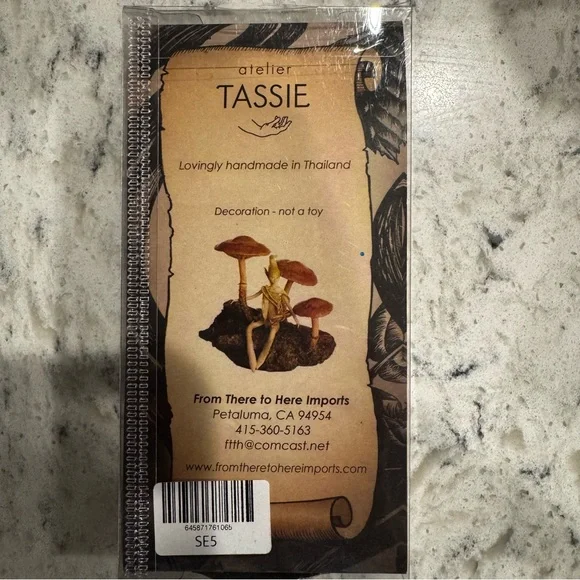 atelier
TASSIE
Lovingly handmade in Thailand
Decoration - not a toy
From There to Here Imports
Petaluma, CA 94954
415-360-5163
ftth@comcast.net
www.fromtheretohereimports.com
645871761065
SE5